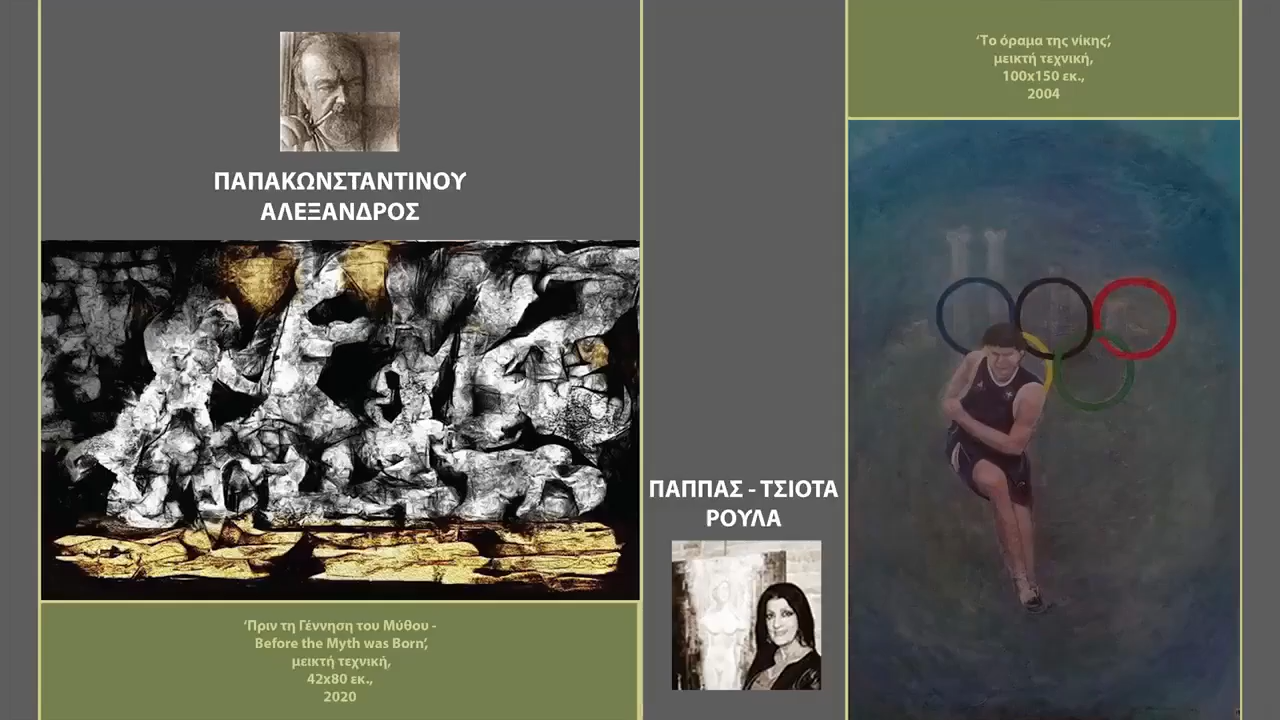 ΠΑΠΑΚΩΝΣΤΑΝΤΙΝΟΥ
ΑΛΕΞΑΝΔΡΟΣ
‘Πριν τη Γέννηση του Μύθου -
Before the Myth was Born’,
μεικτή τεχνική,
42x80 εκ.,
2020
ΠΑΠΠΑΣ - ΤΣΙΟΤΑ
ΡΟΥΛΑ
‘Το όραμα της νίκης’,
μεικτή τεχνική,
100x150 εκ.,
2004